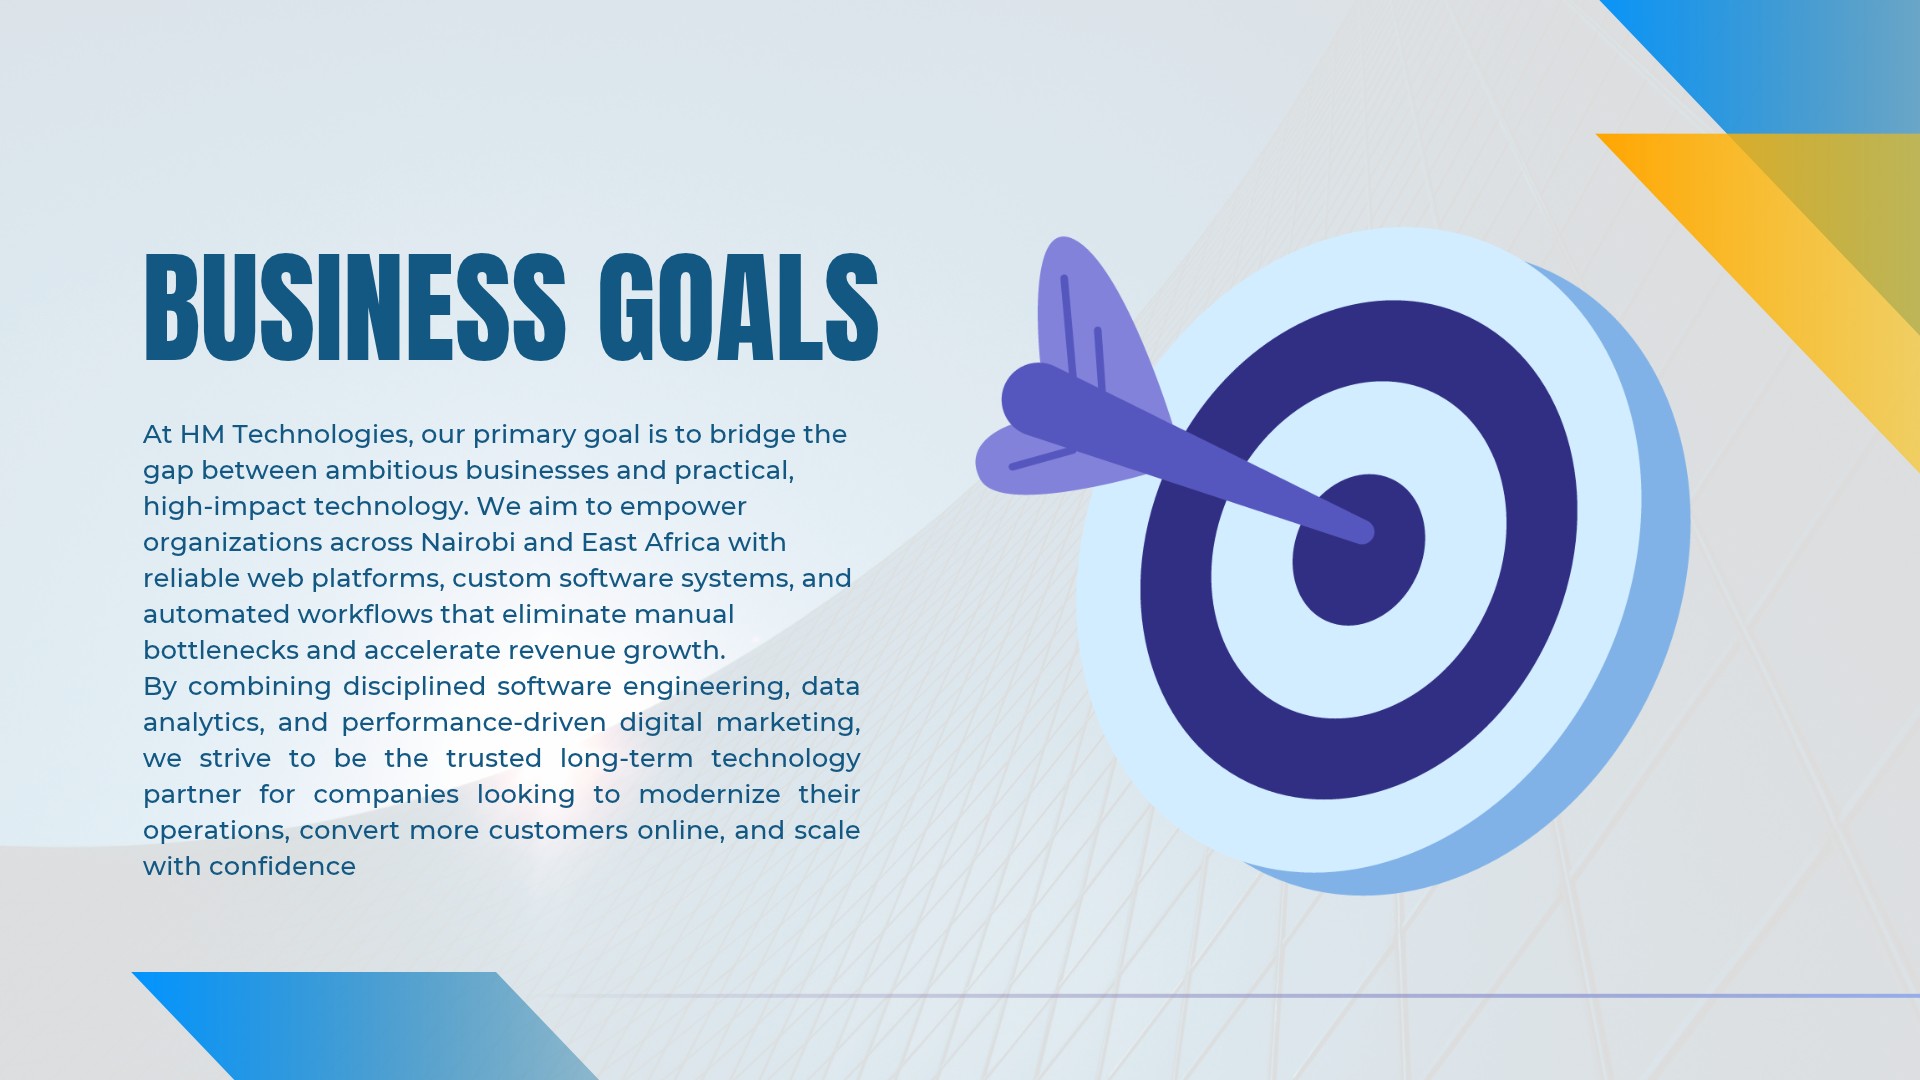 BUSINESS GOALS
At HM Technologies, our primary goal is to bridge the
gap between ambitious businesses and practical,
high-impact technology. We aim to empower
organizations across Nairobi and East Africa with
reliable web platforms, custom software systems, and
automated workflows that eliminate manual
bottlenecks and accelerate revenue growth.
By combining disciplined software engineering, data
analytics, and performance-driven digital marketing,
we strive to be the trusted long-term technology
partner for companies looking to modernize their
operations, convert more customers online, and scale
with confidence